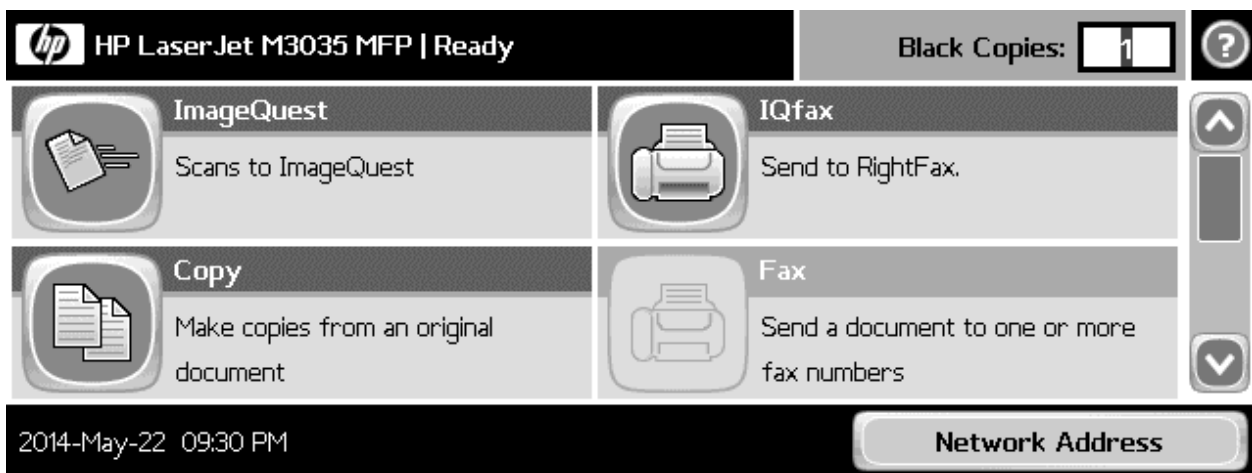 hp HP LaserJet M3035 MFP | Ready
Black Copies: 1 ?
ImageQuest
Scans to ImageQuest
IQfax
Send to RightFax.
Copy
Make copies from an original
document
Fax
Send a document to one or more
fax numbers
2014-May-22 09:30 PM
Network Address